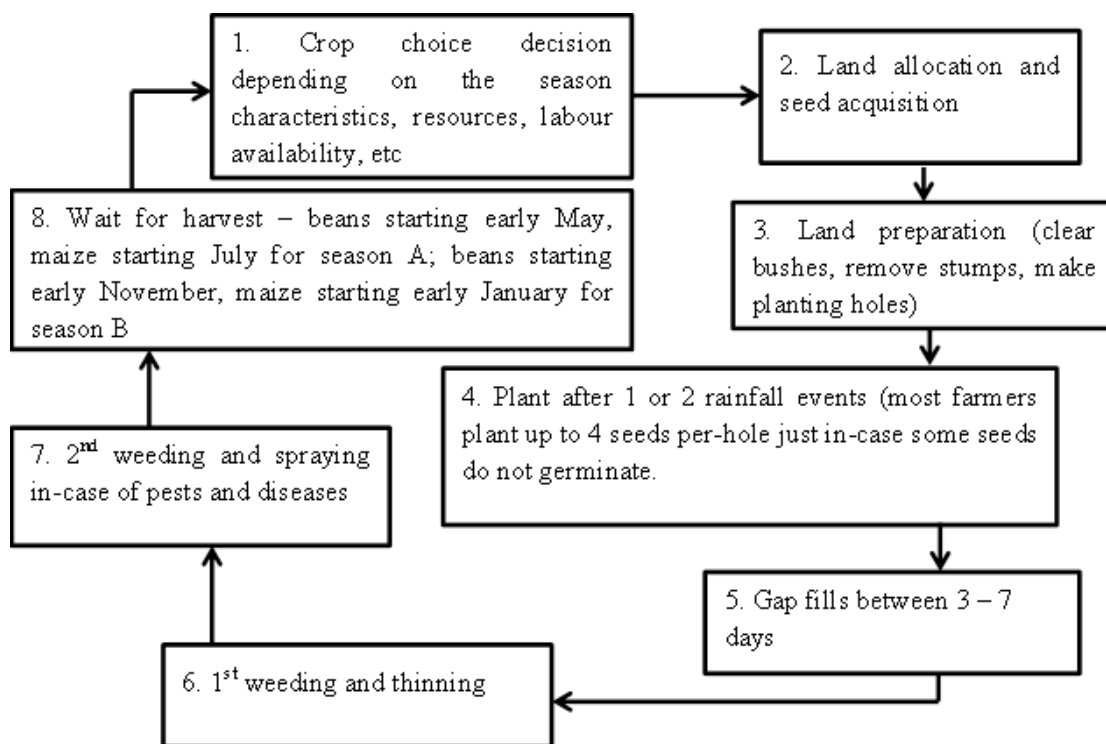 1. Crop choice decision
depending on the season
characteristics, resources, labour
availability, etc
2. Land allocation and
seed acquisition
3. Land preparation (clear
bushes, remove stumps, make
planting holes)
4. Plant after 1 or 2 rainfall events (most farmers
plant up to 4 seeds per-hole just in-case some seeds
do not germinate.
5. Gap fills between 3 – 7
days
6. 1st weeding and thinning
7. 2nd weeding and spraying
in-case of pests and diseases
8. Wait for harvest – beans starting early May,
maize starting July for season A; beans starting
early November, maize starting early January for
season B